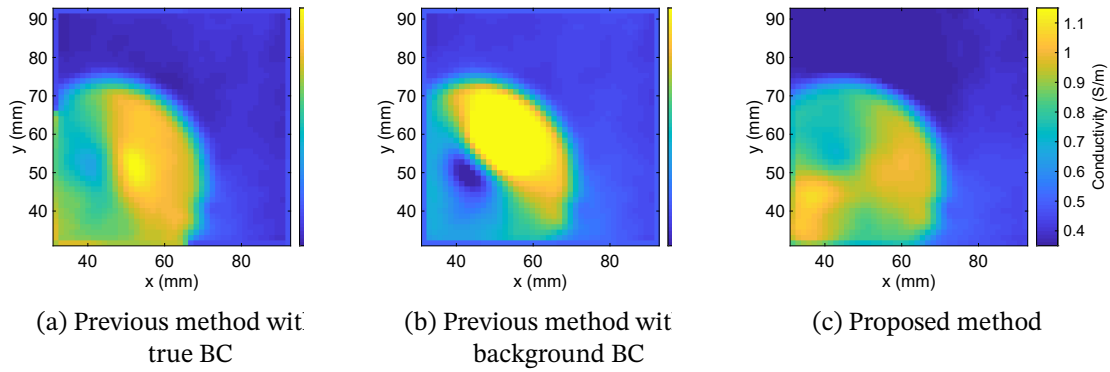 90
80
70
60
50
40
y (mm)
40 60 80
x (mm)
90
80
70
60
50
40
y (mm)
40 60 80
x (mm)
90
80
70
60
50
40
y (mm)
40 60 80
x (mm)
1.1
1
0.9
0.8
0.7
0.6
0.5
0.4
Conductivity (S/m)
(a) Previous method
true BC
(b) Previous method
background BC
(c) Proposed method